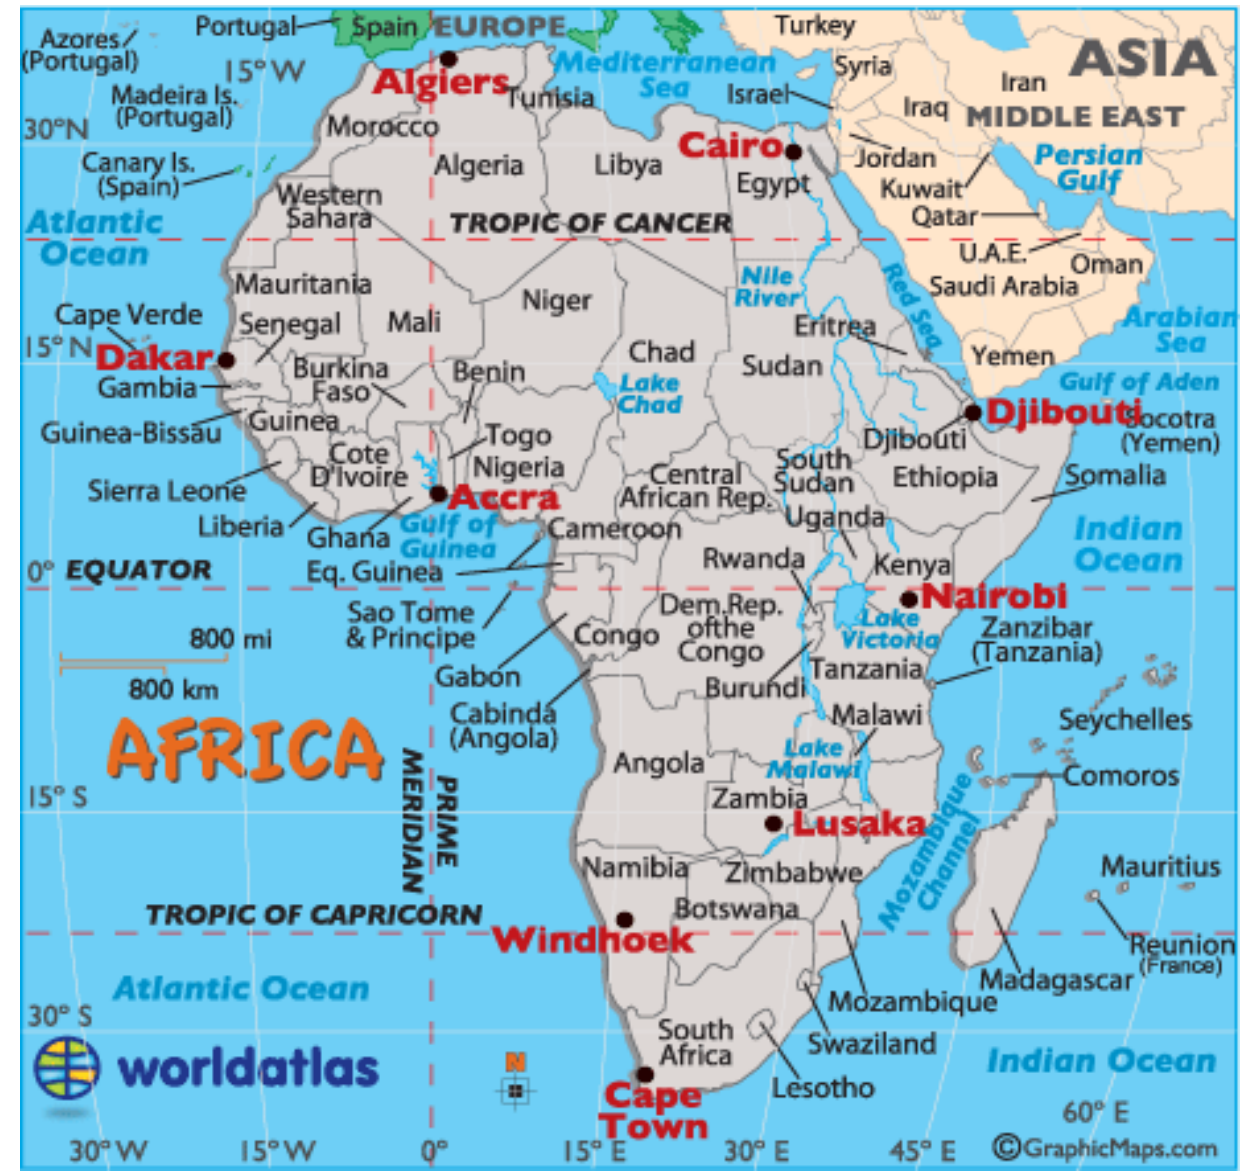 Portugal
Spain
EUROPE
Turkey
ASIA
Azores
(Portugal)
15° W
Algiers
Mediterranean
Sea
Syria
Iran
Madeira Is.
(Portugal)
Tunisia
Israel
Iraq
MIDDLE EAST
30°N
Morocco
Cairo
Jordan
Persian
Gulf
Canary Is.
(Spain)
Algeria
Libya
Egypt
Kuwait
Western
Sahara
Qatar
Atlantic
Ocean
TROPIC OF CANCER
U.A.E.
Oman
Mauritania
Niger
Nile
River
Red Sea
Saudi Arabia
Cape Verde
Senegal
Mali
Eritrea
Arabian
Sea
15° N
Dakar
Burkina
Faso
Benin
Chad
Sudan
Yemen
Gambia
Lake
Chad
Gulf of Aden
Guinea-Bissau
Guinea
Togo
Djibouti
Djibouti
Socotra
(Yemen)
Cote
D'Ivoire
Nigeria
Central
African Rep.
South
Sudan
Ethiopia
Somalia
Sierra Leone
Accra
Liberia
Ghana
Gulf of
Guinea
Cameroon
Uganda
Indian
Ocean
0°
EQUATOR
Eq. Guinea
Rwanda
Kenya
Sao Tome
& Principe
Dem.Rep.
ofthe
Congo
Nairobi
800 mi
Congo
Lake
Victoria
Zanzibar
(Tanzania)
800 km
Gabon
Burundi
Tanzania
Cabinda
(Angola)
Malawi
Seychelles
AFRICA
Angola
Lake
Malawi
Comoros
PRIME
MERIDIAN
15° S
Zambia
Lusaka
Mozambique
Channel
Namibia
Zimbabwe
Mauritius
TROPIC OF CAPRICORN
Botswana
Windhoek
Reunion
(France)
Atlantic Ocean
Madagascar
Mozambique
30° S
South
Africa
Swaziland
worldatlas
N
Indian Ocean
Lesotho
Cape
Town
60° E
30° W
15° W
0°
15° E
30° E
45° E
©GraphicMaps.com